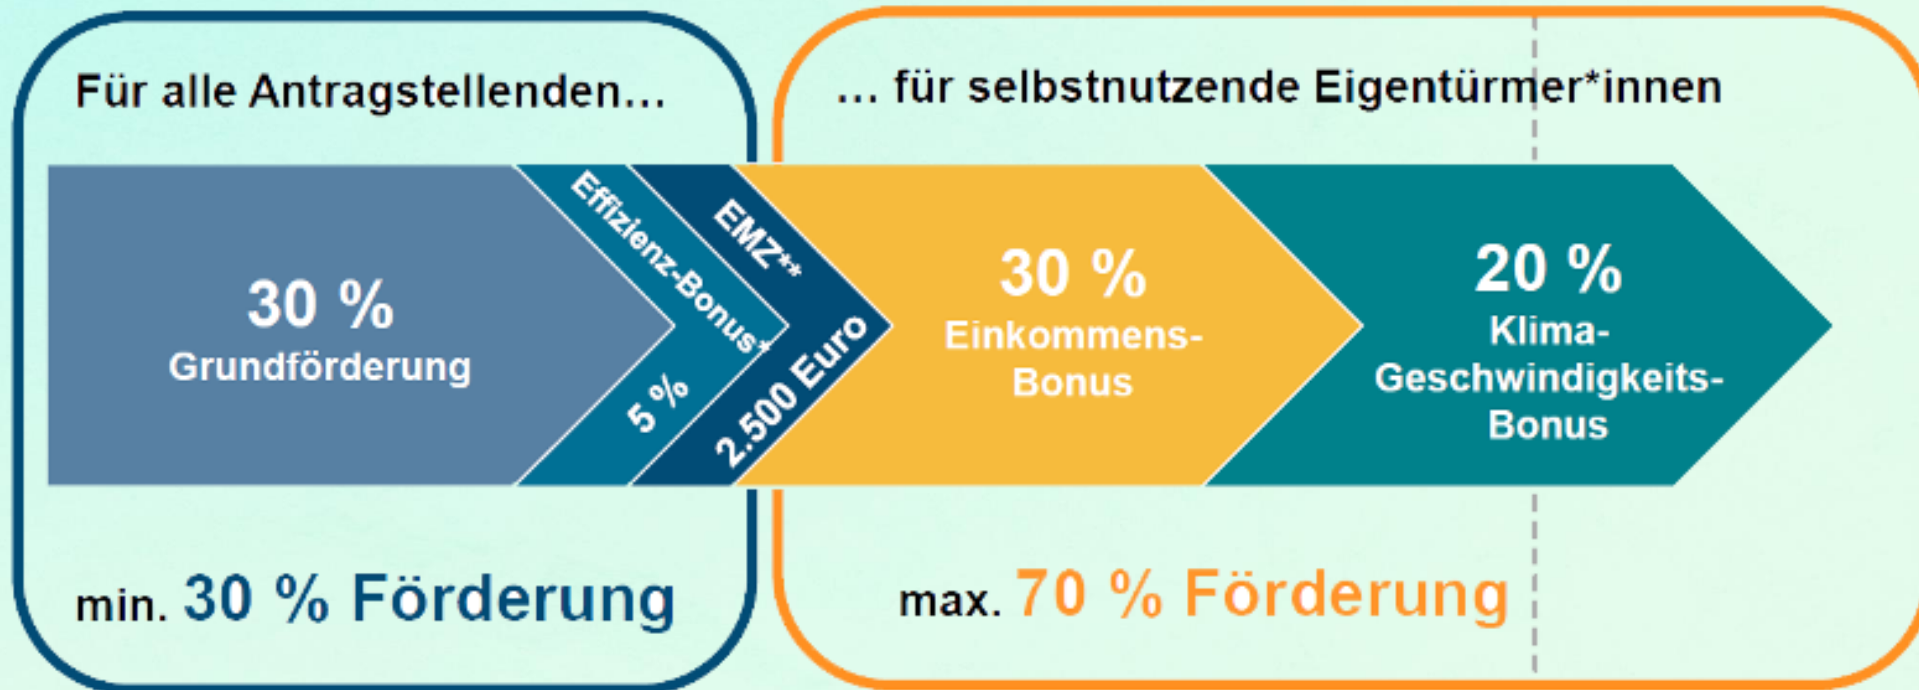 Für alle Antragstellenden...
... für selbstnutzende Eigentürmer*innen
30 %
Grundförderung
Effizienz-Bonus*
5 %
EMZ**
2.500 Euro
30 %
Einkommens-
Bonus
20 %
Klima-
Geschwindigkeits-
Bonus
min. 30 % Förderung
max. 70 % Förderung